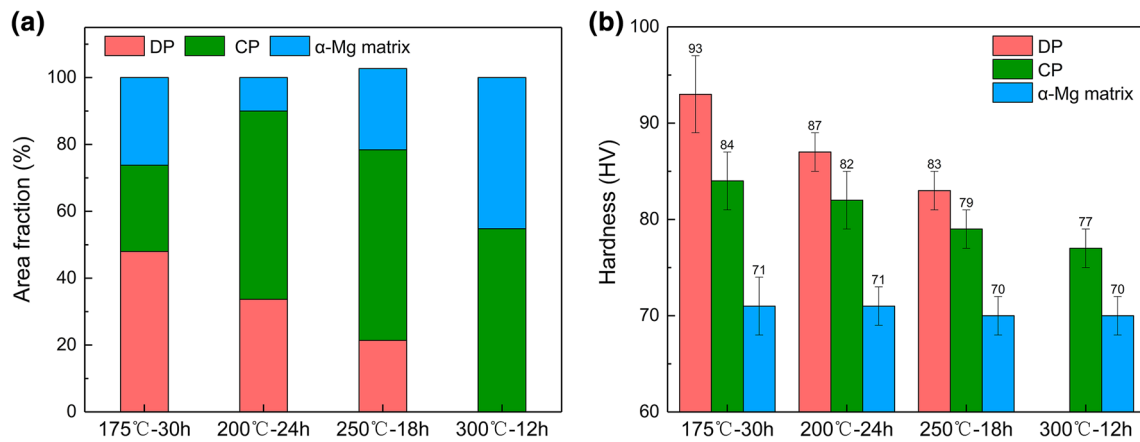 (a)
DP CP α-Mg matrix
Area fraction (%)
100
80
60
40
20
0
175℃-30h 200℃-24h 250℃-18h 300℃-12h
(b)
DP
CP
α-Mg matrix
Hardness (HV)
100
90
80
70
60
93
84
71
87
82
71
83
79
70
77
70
175℃-30h 200℃-24h 250℃-18h 300℃-12h